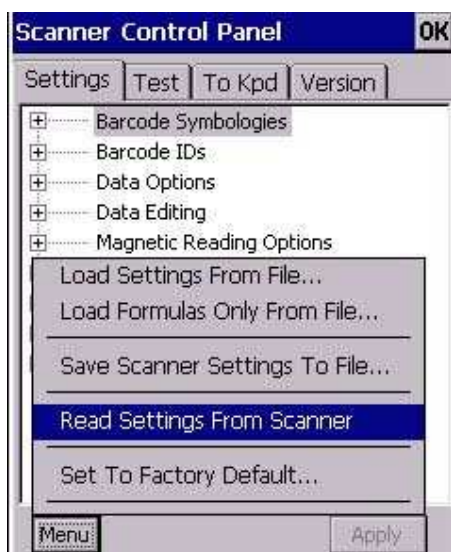 Scanner Control Panel OK
Settings Test To Kpd Version
Barcode Symbologies
Barcode IDs
Data Options
Data Editing
Magnetic Reading Options
Load Settings From File...
Load Formulas Only From File...
Save Scanner Settings To File...
Read Settings From Scanner
Set To Factory Default...
Menu Apply